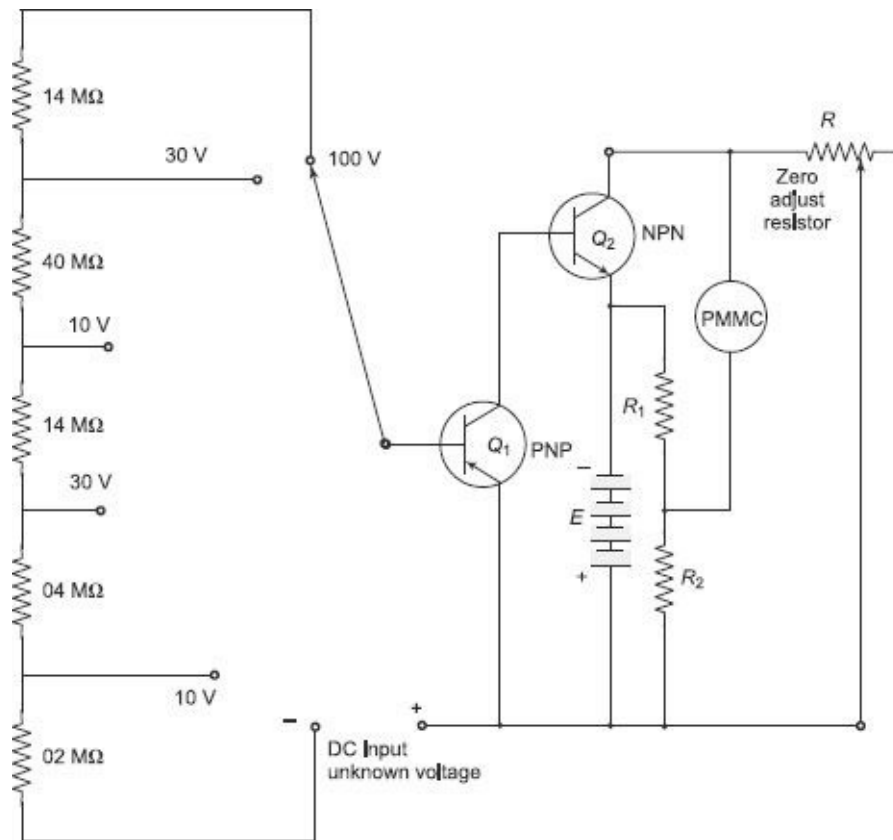 14 MΩ
30 V
100 V
R
Zero
adjust
resistor
Q2
NPN
40 MΩ
10 V
PMMC
14 MΩ
R1
Q1
PNP
30 V
−
E
+
04 MΩ
R2
10 V
−
+
DC Input
unknown voltage
02 MΩ